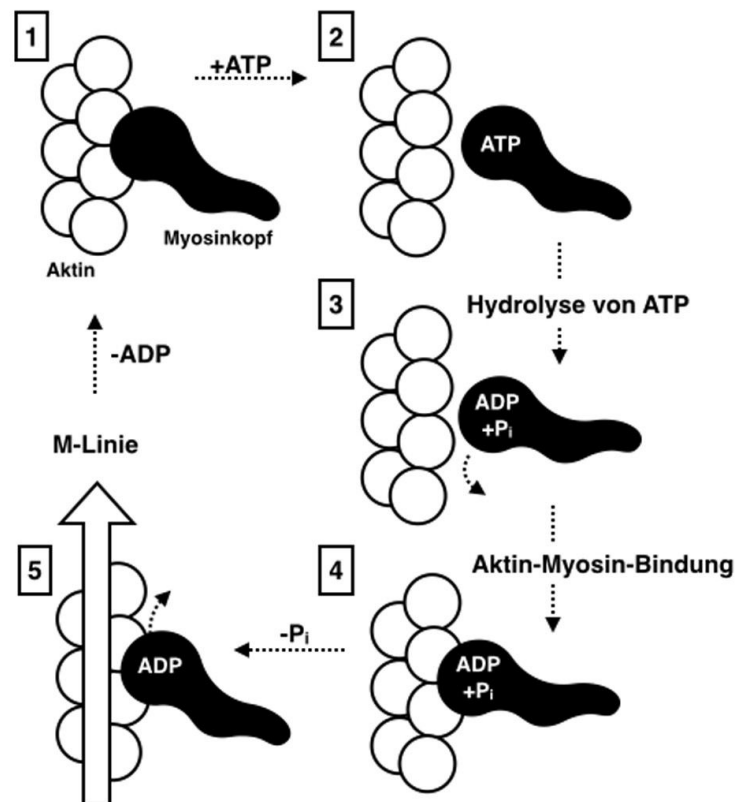 1
+ATP
2
ATP
Myosinkopf
Aktin
3
Hydrolyse von ATP
-ADP
ADP
+Pi
M-Linie
5
4
Aktin-Myosin-Bindung
-Pi
ADP
ADP
+Pi